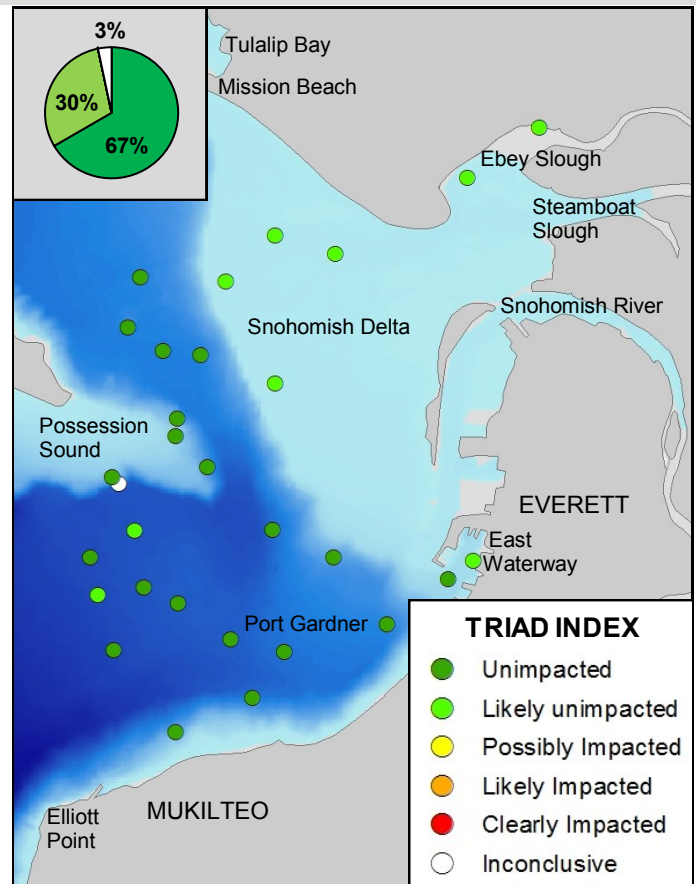 3%
30%
67%
Tulalip Bay
Mission Beach
Ebey Slough
Steamboat
Slough
Snohomish River
Snohomish Delta
Possession
Sound
EVERETT
East
Waterway
Port Gardner
MUKILTEO
Elliott
Point
TRIAD INDEX
Unimpacted
Likely unimpacted
Possibly Impacted
Likely Impacted
Clearly Impacted
Inconclusive